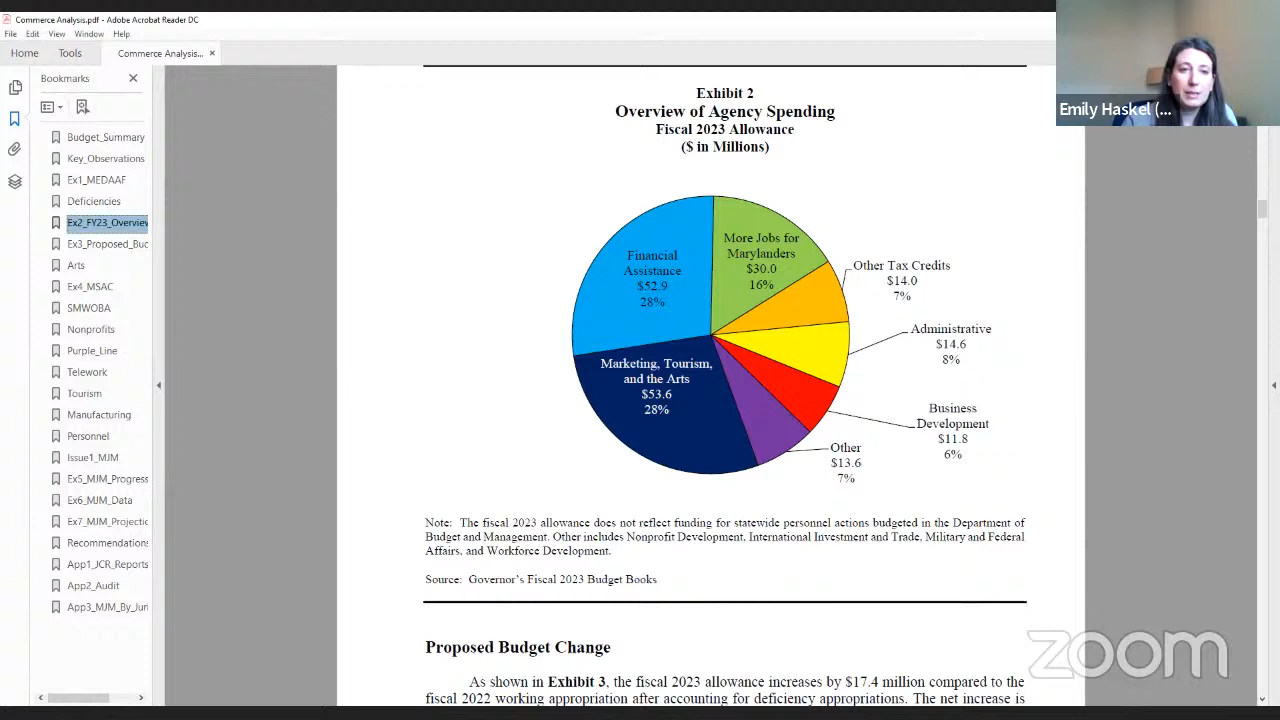 Commerce Analysis.pdf - Adobe Acrobat Reader DC
File Edit View Window Help
Home Tools Commerce Analysis... ×
Bookmarks
Budget_Summary
Key_Observations
Ex1_MEDAAF
Deficiencies
Ex2_FY23_Overview
Ex3_Proposed_Buc
Arts
Ex4_MSAC
SMWOBA
Nonprofits
Purple_Line
Telework
Tourism
Manufacturing
Personnel
Issue1_MJM
Ex5_MJM_Progress
Ex6_MJM_Data
Ex7_MJM_Projectic
Recommendations
App1_JCR_Reports
App2_Audit
App3_MJM_By_Juri
Exhibit 2
Overview of Agency Spending
Fiscal 2023 Allowance
($ in Millions)
Financial
Assistance
$52.9
28%
More Jobs for
Marylanders
$30.0
16%
Other Tax Credits
$14.0
7%
Administrative
$14.6
8%
Business
Development
$11.8
6%
Other
$13.6
7%
Marketing, Tourism,
and the Arts
$53.6
28%
Note: The fiscal 2023 allowance does not reflect funding for statewide personnel actions budgeted in the Department of
Budget and Management. Other includes Nonprofit Development, International Investment and Trade, Military and Federal
Affairs, and Workforce Development.
Source: Governor's Fiscal 2023 Budget Books
Proposed Budget Change
As shown in Exhibit 3, the fiscal 2023 allowance increases by $17.4 million compared to the
fiscal 2022 working appropriation after accounting for deficiency appropriations. The net increase is
Emily Haskel (...
zoom